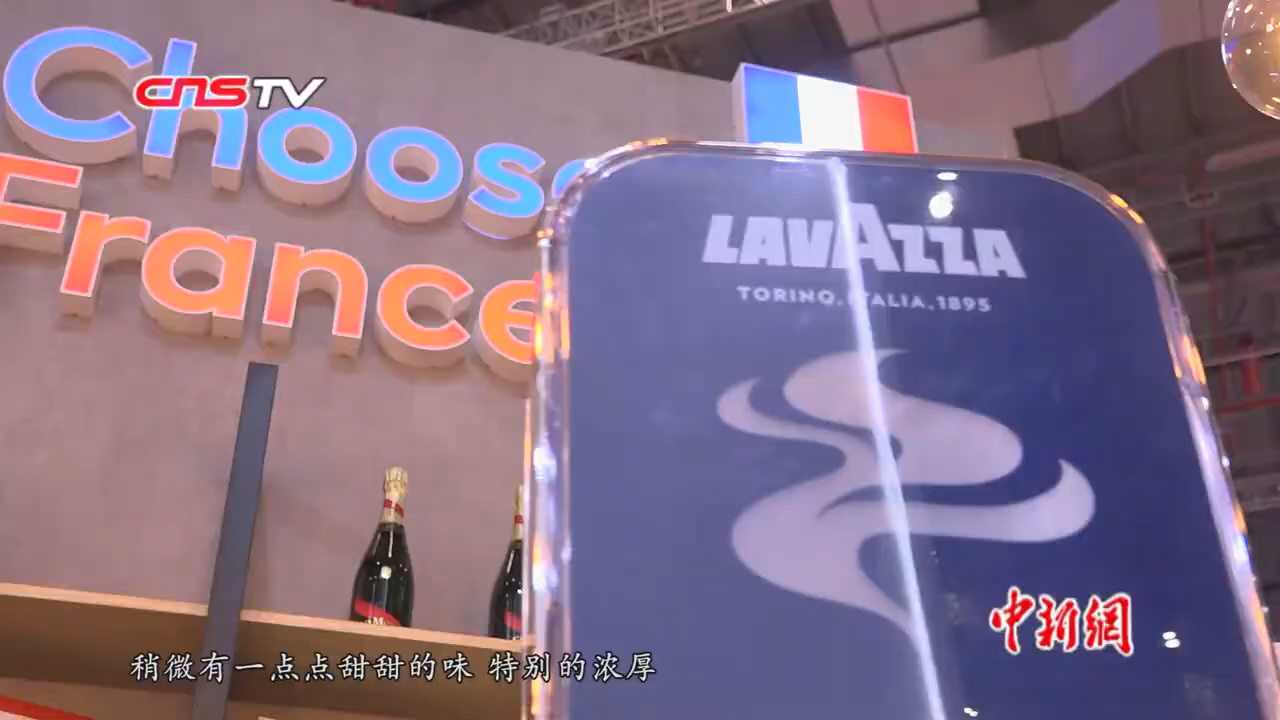 CNSTV
Choose
France
LAVAZZA
TORINO, ITALIA, 1895
中新網
稍微有一点点甜甜的味 特别的浓厚